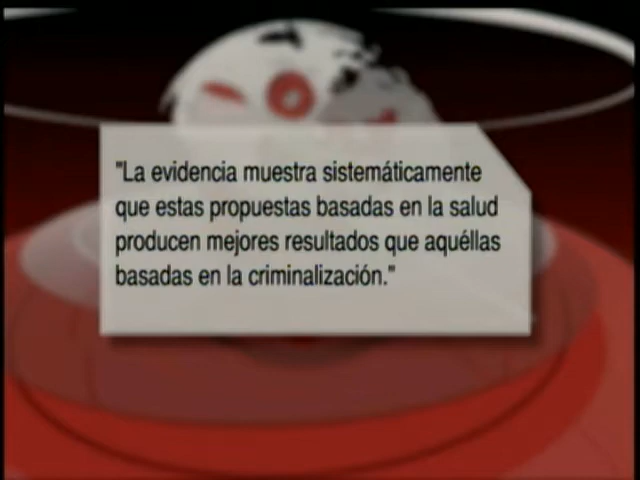 "La evidencia muestra sistemáticamente
que estas propuestas basadas en la salud
producen mejores resultados que aquéllas
basadas en la criminalización."